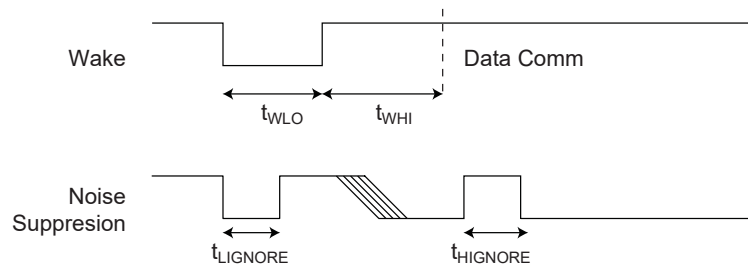 Wake
Data Comm
tWLO
tWHI
Noise
Suppresion
tLIGNORE
tHIGNORE